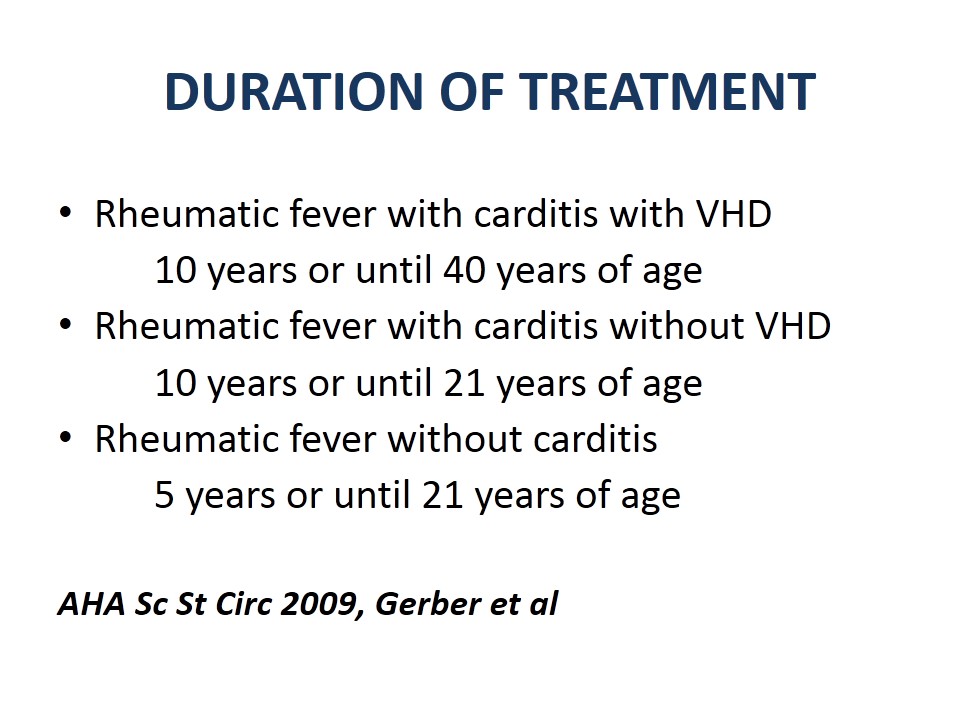 DURATION OF TREATMENT
• Rheumatic fever with carditis with VHD
10 years or until 40 years of age
• Rheumatic fever with carditis without VHD
10 years or until 21 years of age
• Rheumatic fever without carditis
5 years or until 21 years of age
AHA Sc St Circ 2009, Gerber et al